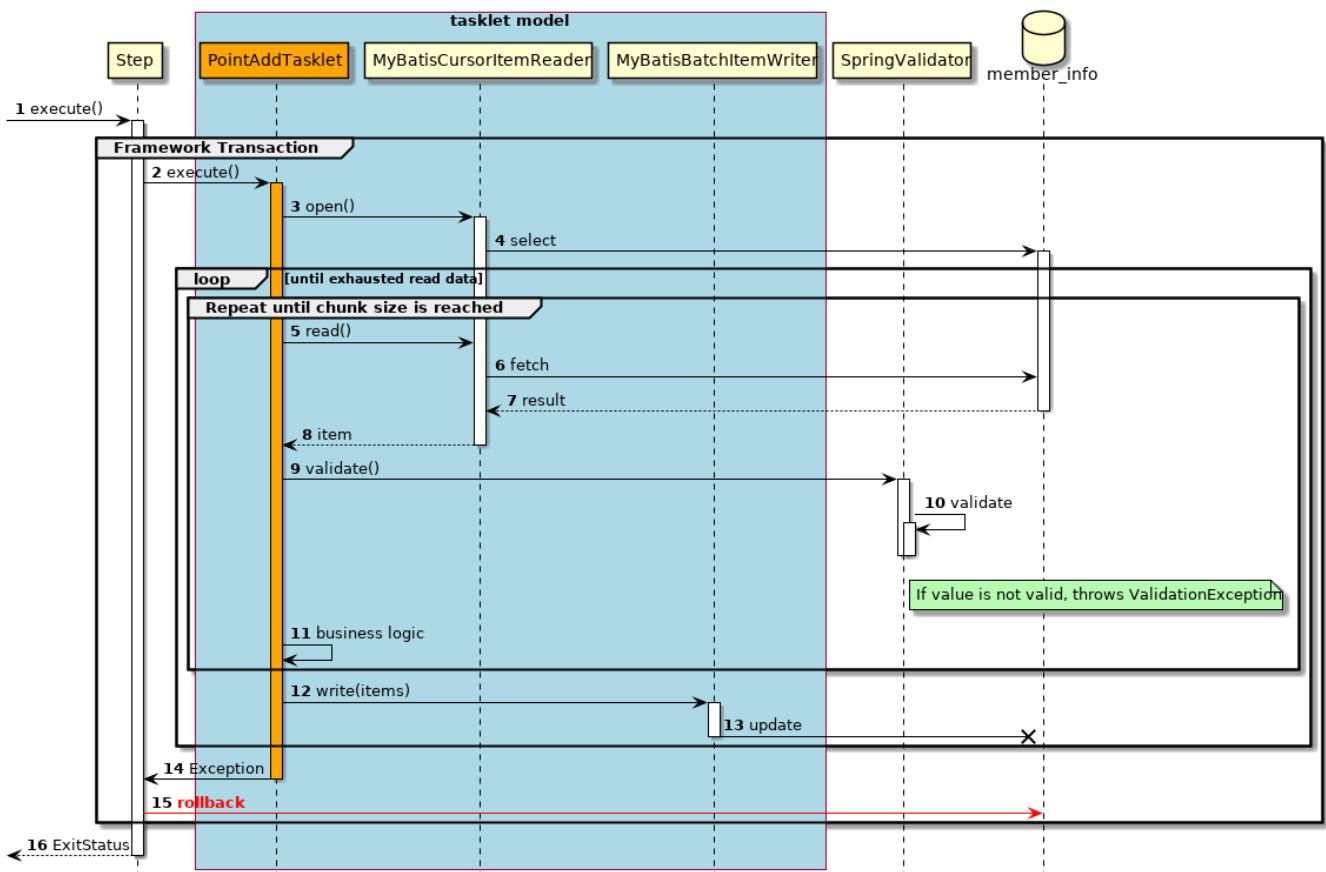 tasklet model
Step
PointAddTasklet
MyBatisCursorItemReader
MyBatisBatchItemWriter
SpringValidator
member_info
1 execute()
Framework Transaction
2 execute()
3 open()
4 select
loop [until exhausted read data]
Repeat until chunk size is reached
5 read()
6 fetch
7 result
8 item
9 validate()
10 validate
If value is not valid, throws ValidationException
11 business logic
12 write(items)
13 update
14 Exception
15 rollback
16 ExitStatus